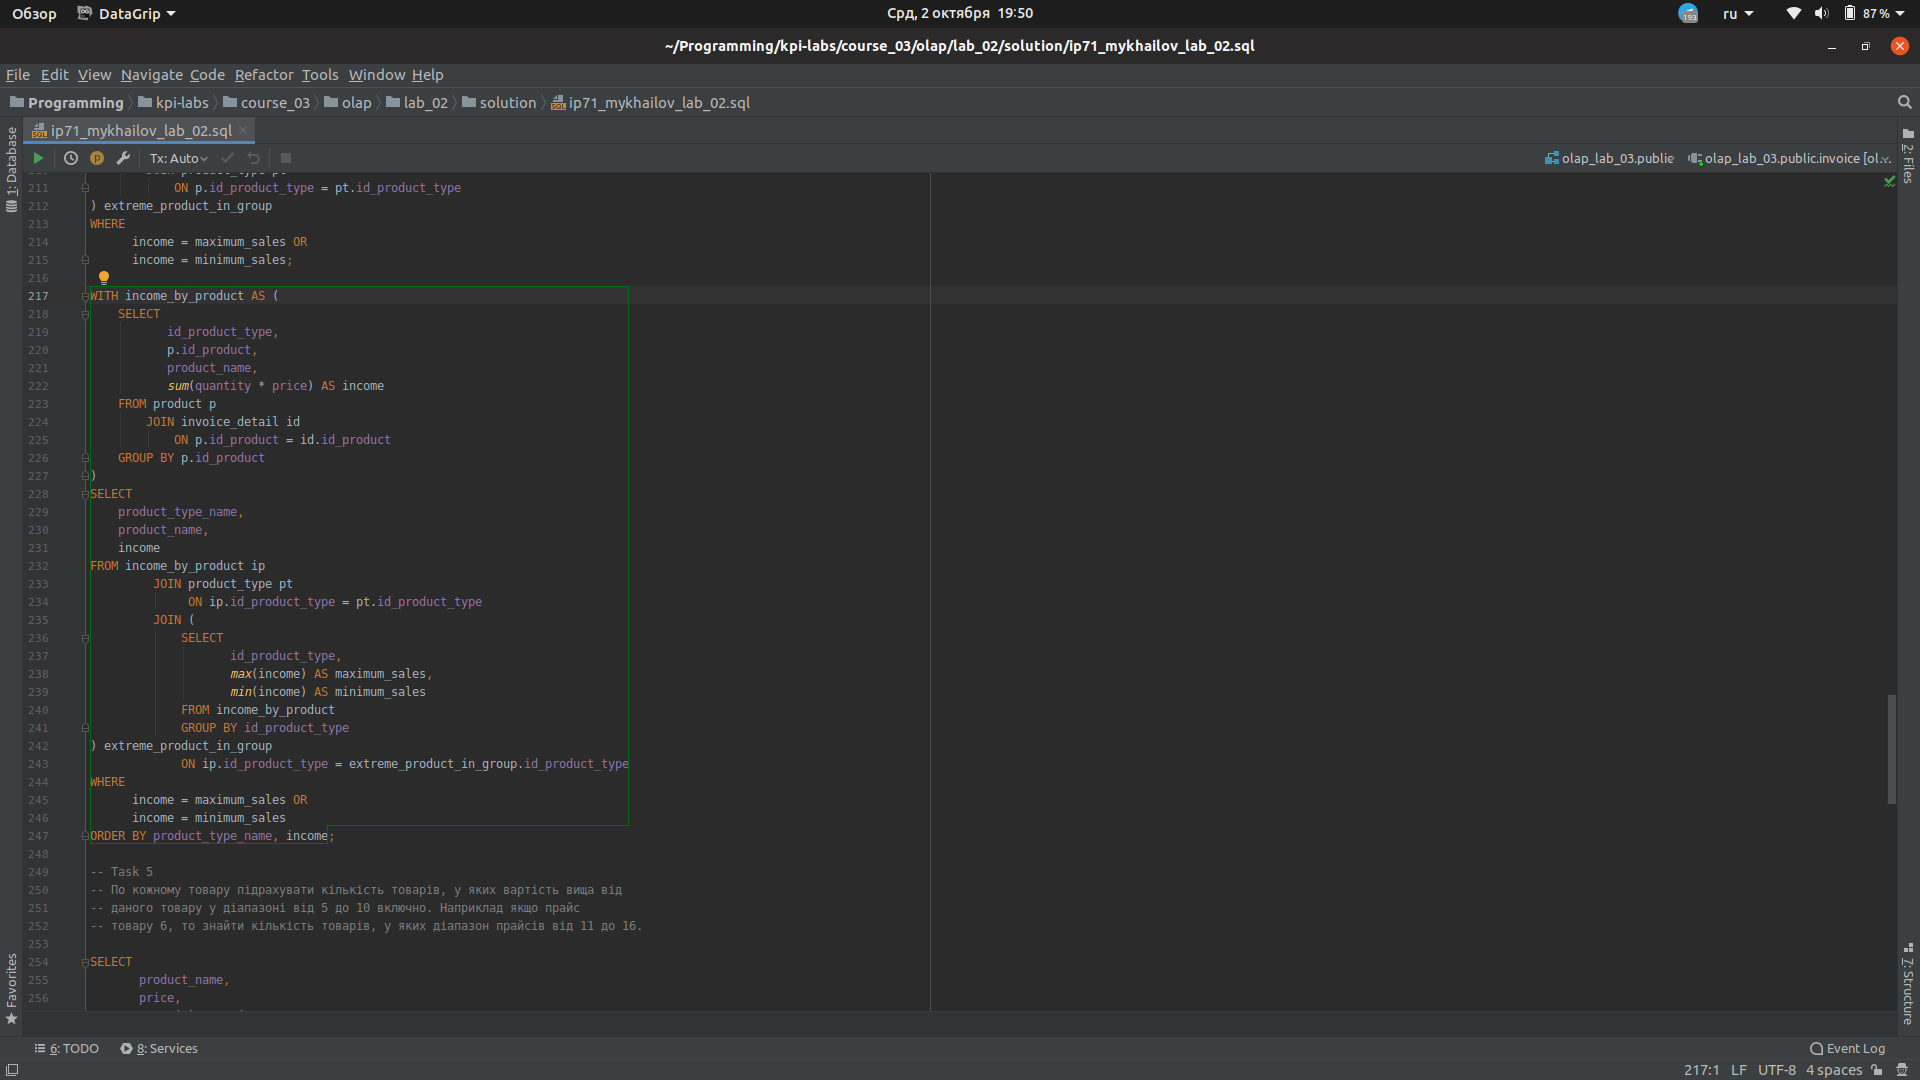 Обзор DataGrip Срд, 2 октября 19:50 193 ru 87 %
~/Programming/kpi-labs/course_03/olap/lab_02/solution/ip71_mykhailov_lab_02.sql
File Edit View Navigate Code Refactor Tools Window Help
Programming kpi-labs course_03 olap lab_02 solution ip71_mykhailov_lab_02.sql
ip71_mykhailov_lab_02.sql
Tx: Auto olap_lab_03.public olap_lab_03.public.invoice [ol...
1: Database
2: Files
211 ON p.id_product_type = pt.id_product_type
212 ) extreme_product_in_group
213 WHERE
214 income = maximum_sales OR
215 income = minimum_sales;
216
217 WITH income_by_product AS (
218 SELECT
219 id_product_type,
220 p.id_product,
221 product_name,
222 sum(quantity * price) AS income
223 FROM product p
224 JOIN invoice_detail id
225 ON p.id_product = id.id_product
226 GROUP BY p.id_product
227 )
228 SELECT
229 product_type_name,
230 product_name,
231 income
232 FROM income_by_product ip
233 JOIN product_type pt
234 ON ip.id_product_type = pt.id_product_type
235 JOIN (
236 SELECT
237 id_product_type,
238 max(income) AS maximum_sales,
239 min(income) AS minimum_sales
240 FROM income_by_product
241 GROUP BY id_product_type
242 ) extreme_product_in_group
243 ON ip.id_product_type = extreme_product_in_group.id_product_type
244 WHERE
245 income = maximum_sales OR
246 income = minimum_sales
247 ORDER BY product_type_name, income;
248
249 -- Task 5
250 -- По кожному товару підрахувати кількість товарів, у яких вартість вища від
251 -- даного товару у діапазоні від 5 до 10 включно. Наприклад якщо прайс
252 -- товару 6, то знайти кількість товарів, у яких діапазон прайсів від 11 до 16.
253
254 SELECT
255 product_name,
256 price,
Favorites
7: Structure
6: TODO 8: Services Event Log
217:1 LF UTF-8 4 spaces